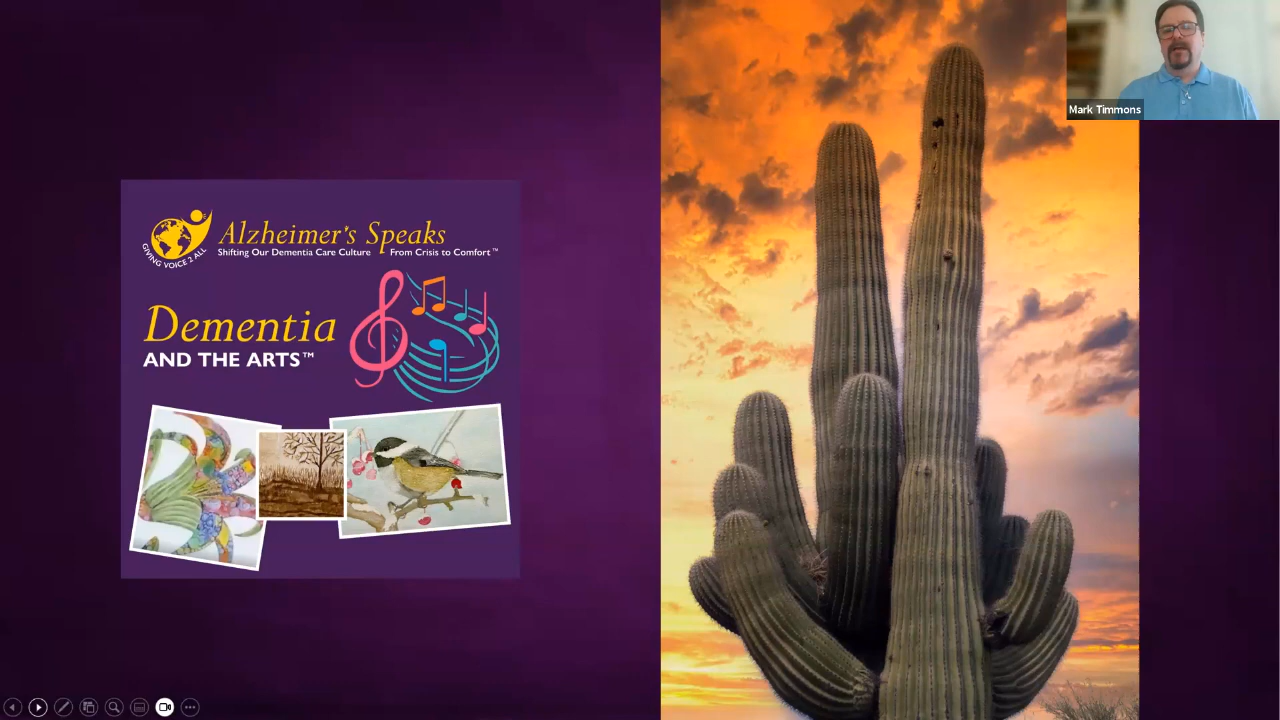 Mark Timmons
GIVING VOICE 2 ALL
Alzheimer's Speaks
Shifting Our Dementia Care Culture From Crisis to Comfort™
Dementia
AND THE ARTS™